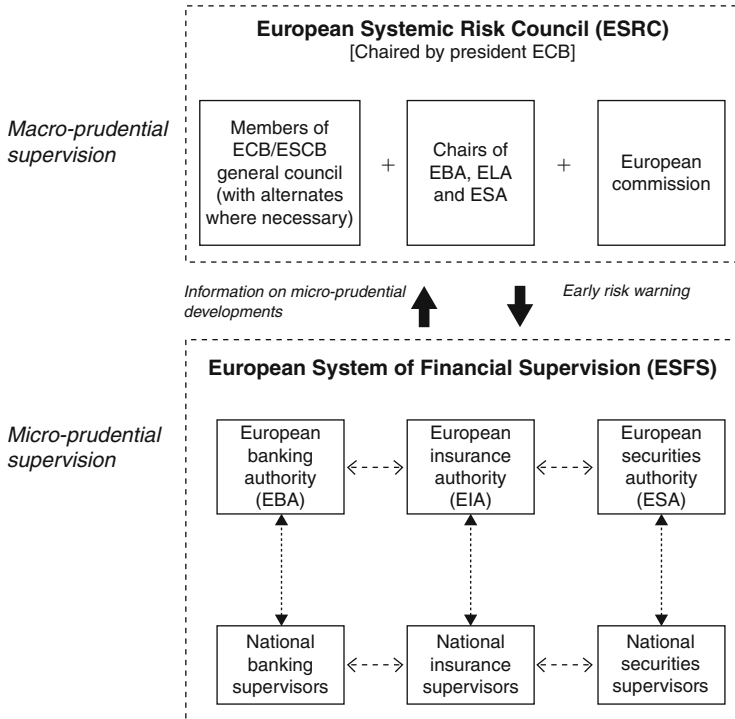 European Systemic Risk Council (ESRC)
[Chaired by president ECB]
Macro-prudential
supervision
Members of
ECB/ESCB
general council
(with alternates
where necessary)
+
Chairs of
EBA, ELA
and ESA
+
European
commission
Information on micro-prudential
developments
Early risk warning
European System of Financial Supervision (ESFS)
Micro-prudential
supervision
European
banking
authority
(EBA)
European
insurance
authority
(EIA)
European
securities
authority
(ESA)
National
banking
supervisors
National
insurance
supervisors
National
securities
supervisors